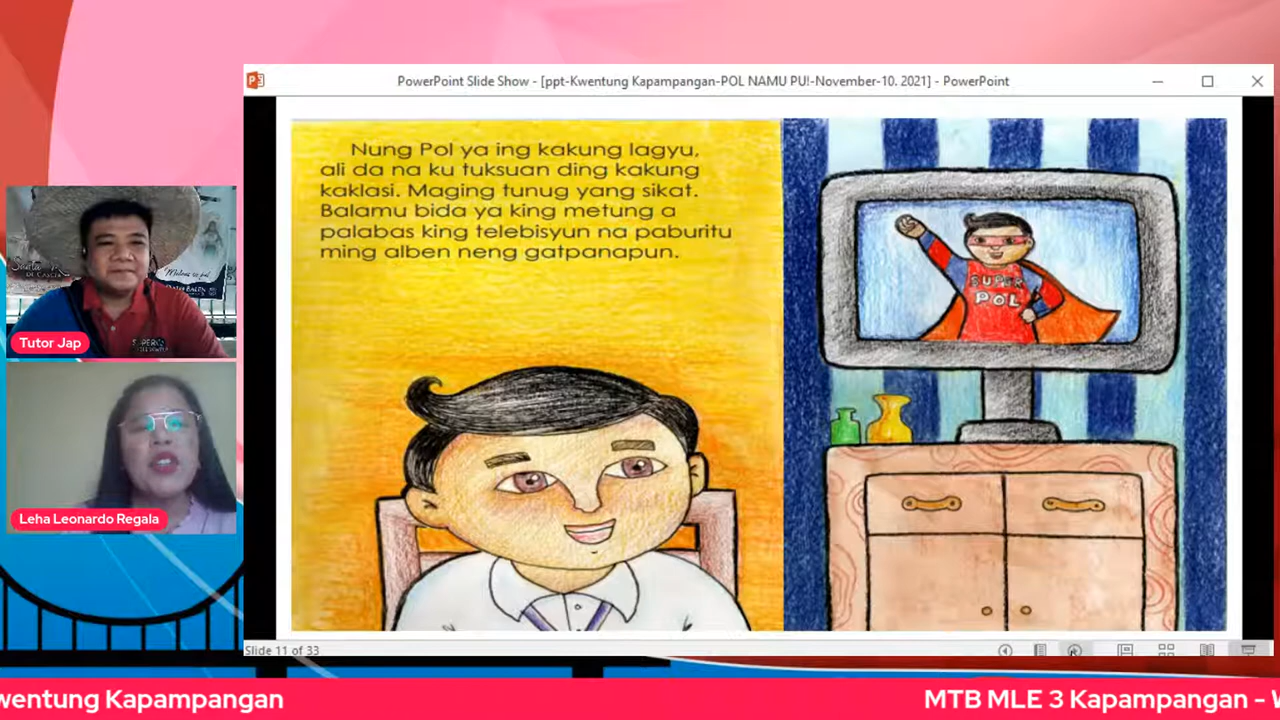 PowerPoint Slide Show - [ppt-Kwentung Kapampangan-POL NAMU PU!-November-10. 2021] - PowerPoint
Nung Pol ya ing kakung lagyu,
ali da na ku tuksuan ding kakung
kaklasi. Maging tunug yang sikat.
Balamu bida ya king metung a
palabas king telebisyun na paburitu
ming alben neng gatpanapun.
SUPER
POL
Tutor Jap
Leha Leonardo Regala
Slide 11 of 33
wentung Kapampangan
MTB MLE 3 Kapampangan - W